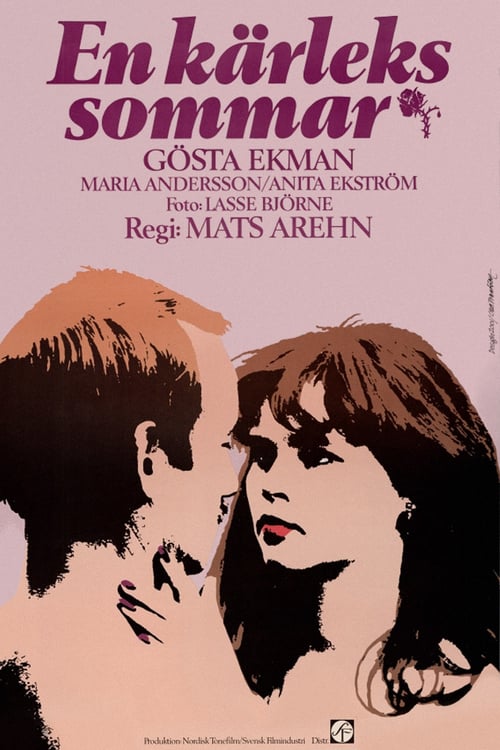 En kärleks
sommar
GÖSTA EKMAN
MARIA ANDERSSON/ANITA EKSTRÖM
Foto: LASSE BJÖRNE
Regi: MATS AREHN
Produktion: Nordisk Tonefilm/Svensk Filmindustri Distr.
SF